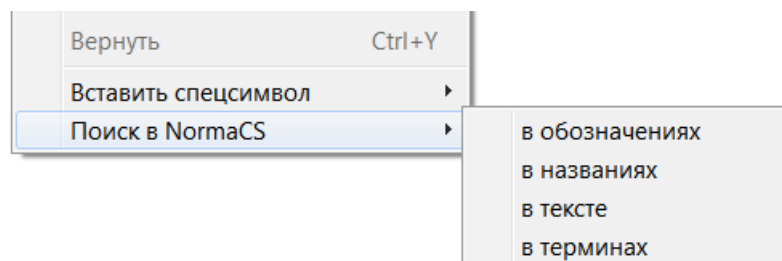 Вернуть Ctrl+Y
Вставить спецсимвол
Поиск в NormaCS
в обозначениях
в названиях
в тексте
в терминах